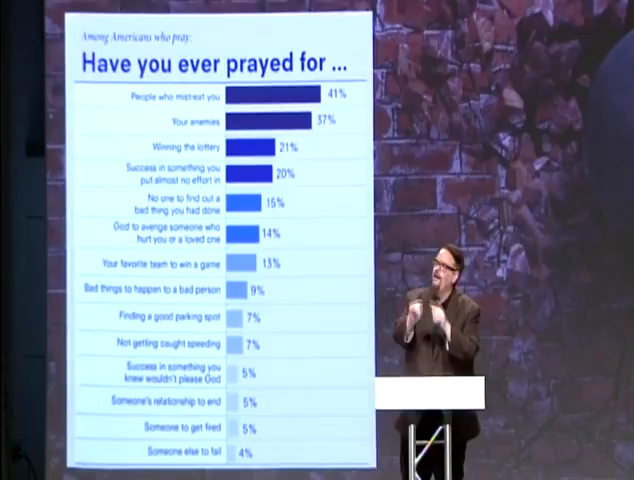 Among Americans who pray:
Have you ever prayed for ...
People who mistreat you 41%
Your enemies 37%
Winning the lottery 21%
Success in something you
put almost no effort in 20%
No one to find out a
bad thing you had done 15%
God to avenge someone who
hurt you or a loved one 14%
Your favorite team to win a game 13%
Bad things to happen to a bad person 9%
Finding a good parking spot 7%
Not getting caught speeding 7%
Success in something you
knew wouldn't please God 5%
Someone's relationship to end 5%
Someone to get fired 5%
Someone else to fail 4%